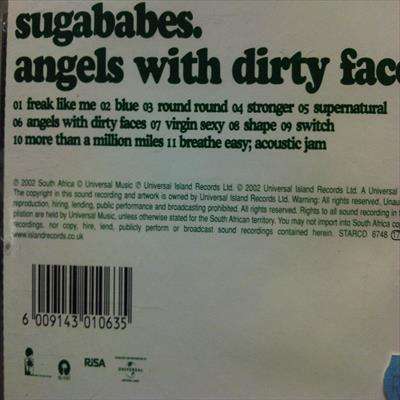 sugababes.
angels with dirty fac
01 freak like me 02 blue 03 round round 04 stronger 05 supernatural
06 angels with dirty faces 07 virgin sexy 08 shape 09 switch
10 more than a million miles 11 breathe easy; acoustic jam
℗ 2002 South Africa © Universal Music ℗ Universal Island Records Ltd. © 2002 Universal Island Records Ltd. A Universal
The copyright in this sound recording and artwork is owned by Universal Island Records Ltd. Warning: All rights reserved. Unau
reproduction, hiring, lending, public performance and broadcasting prohibited. All rights reserved. Rights to all sound recording in
pilation are held by Universal Music, unless otherwise stated for the South African territory. You may not import into South Africa co
recordings, nor copy, hire, lend, publicly perform or broadcast sound recordings contained herein. STARCD 6748
www.islandrecords.co.uk
6 009143 010635
RiSA
UNIVERSAL